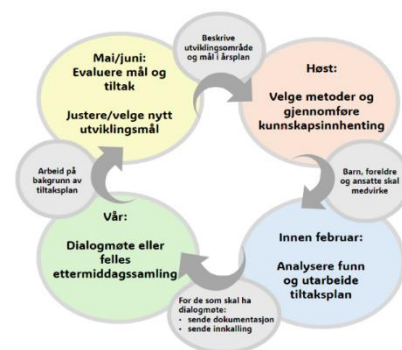 Beskrive
utviklingsområde
og mål i årsplan
Mai/juni:
Evaluere mål og
tiltak
Justere/velge nytt
utviklingsmål
Høst:
Velge metoder og
gjennomføre
kunnskapsinnhenting
Barn, foreldre
og ansatte skal
medvirke
Innen februar:
Analysere funn
og utarbeide
tiltaksplan
For de som skal ha
dialogmøte:
• sende dokumentasjon
• sende innkalling
Vår:
Dialogmøte eller
felles
ettermiddagssamling
Arbeid på
bakgrunn av
tiltaksplan